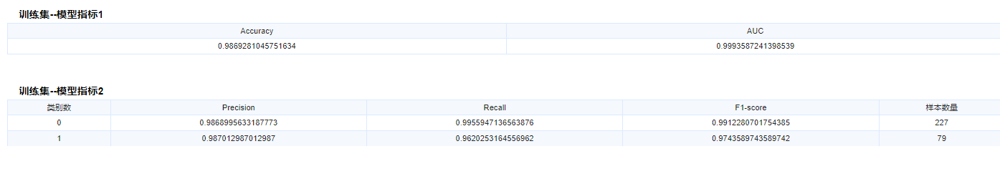 训练集--模型指标1
Accuracy AUC
0.9869281045751634 0.9993587241398539
训练集--模型指标2
类别数 Precision Recall F1-score 样本数量
0 0.9868995633187773 0.9955947136563876 0.9912280701754385 227
1 0.987012987012987 0.9620253164556962 0.9743589743589742 79